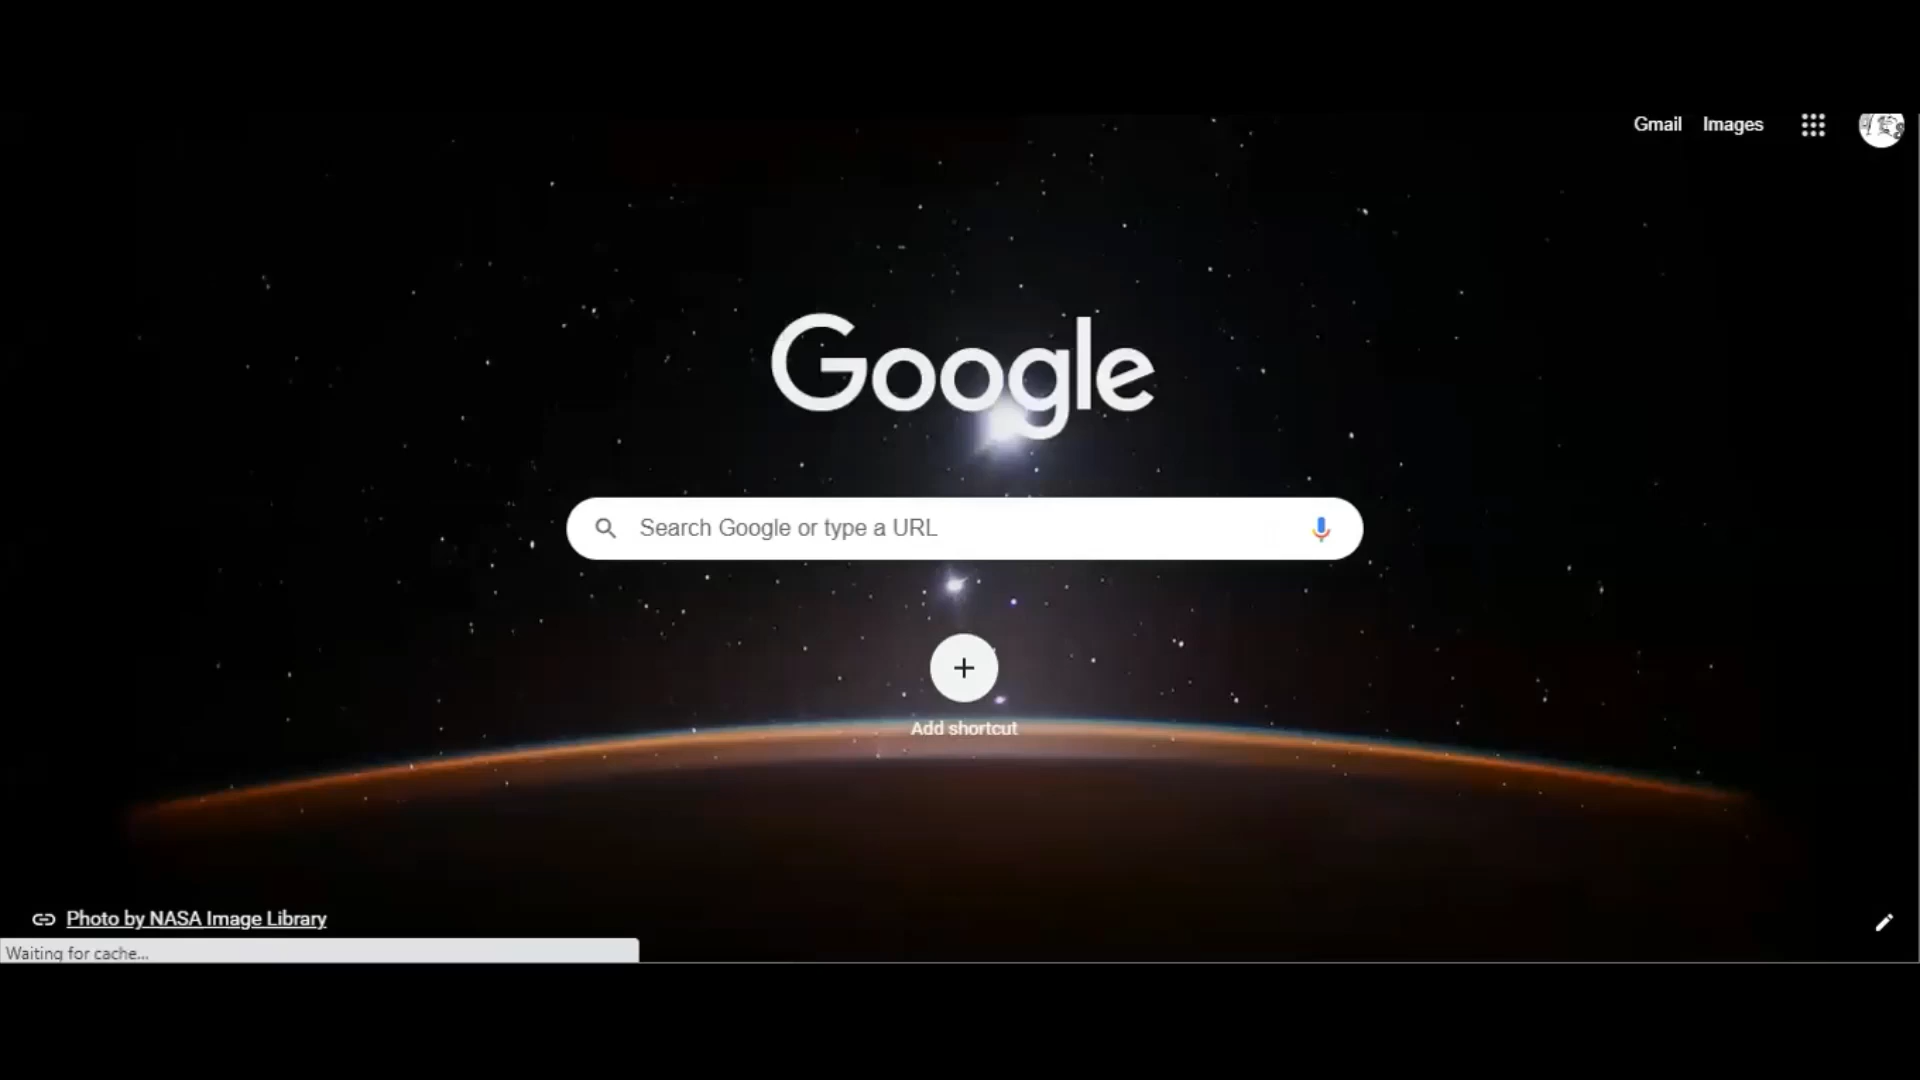 Gmail Images
Google
Search Google or type a URL
Add shortcut
Photo by NASA Image Library
Waiting for cache...